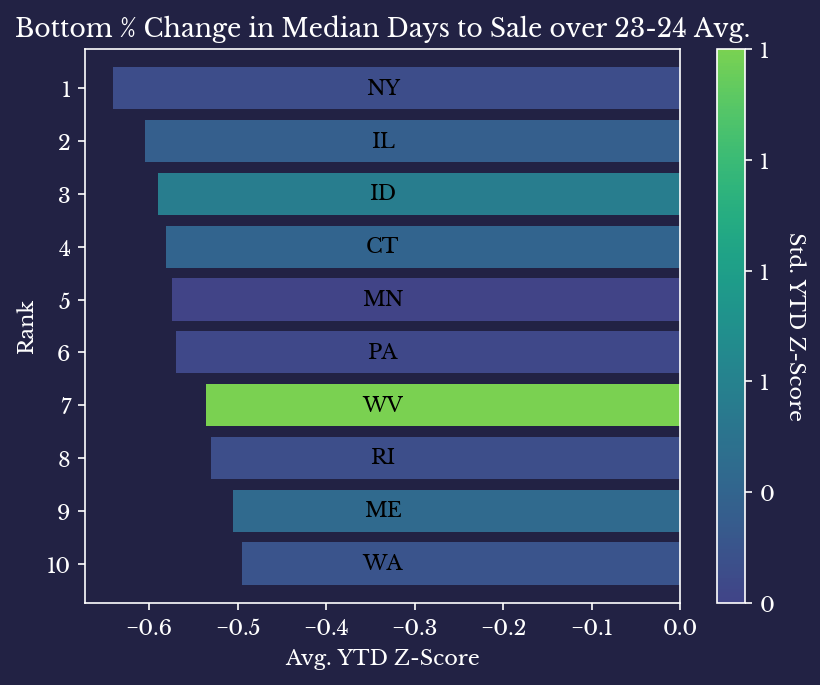 Bottom % Change in Median Days to Sale over 23-24 Avg.
Rank
1 NY
2 IL
3 ID
4 CT
5 MN
6 PA
7 WV
8 RI
9 ME
10 WA
−0.6 −0.5 −0.4 −0.3 −0.2 −0.1 0.0
Avg. YTD Z-Score
1
1
1
1
0
0
Std. YTD Z-Score